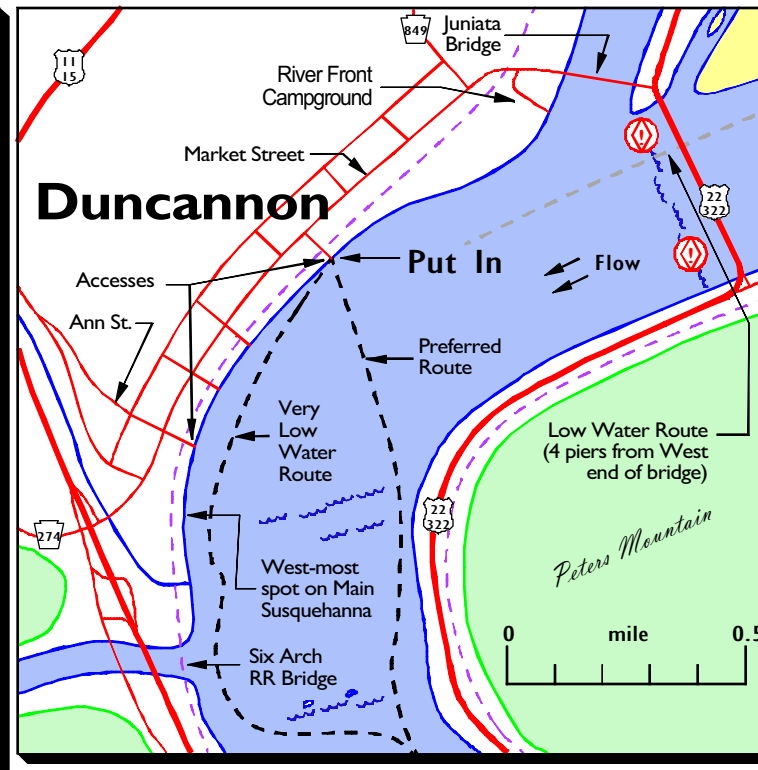 11
15
849
Juniata
Bridge
River Front
Campground
Market Street
Duncannon
22
322
Put In
Flow
Accesses
Ann St.
Preferred
Route
Very
Low
Water
Route
Low Water Route
(4 piers from West
end of bridge)
22
322
274
Peters Mountain
West-most
spot on Main
Susquehanna
0 mile 0.5
Six Arch
RR Bridge